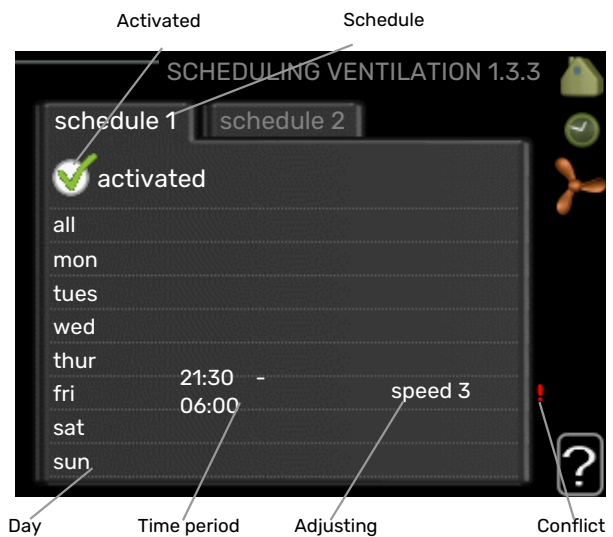 Activated
Schedule
SCHEDULING VENTILATION 1.3.3
schedule 1
schedule 2
activated
all
mon
tues
wed
thur
fri
21:30 -
06:00
speed 3
!
sat
sun
?
Day
Time period
Adjusting
Conflict